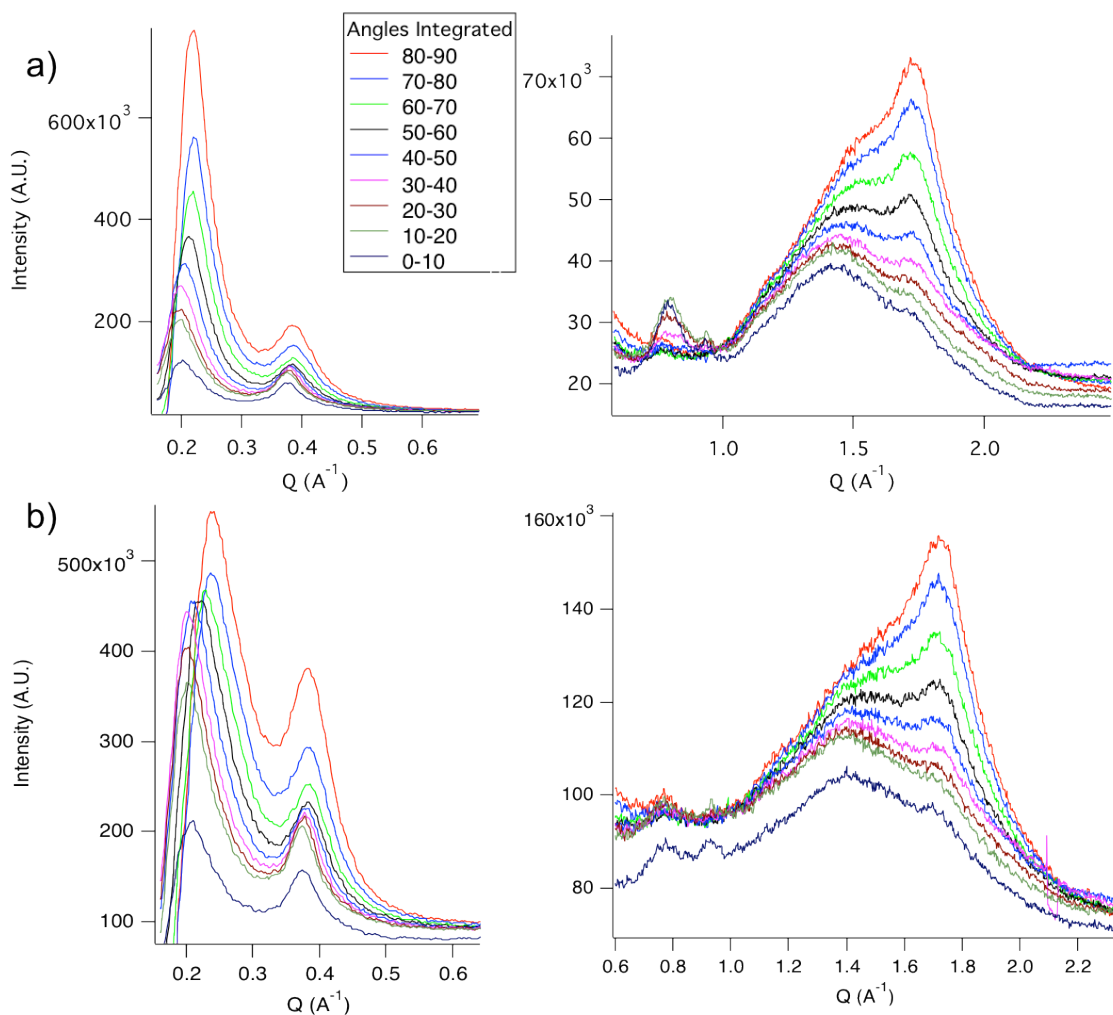 a)
Angles Integrated
80-90
70-80
60-70
50-60
40-50
30-40
20-30
10-20
0-10
600x10³
400
200
Intensity (A.U.)
0.2 0.3 0.4 0.5 0.6
Q (A⁻¹)
70x10³
60
50
40
30
20
Intensity (A.U.)
1.0 1.5 2.0
Q (A⁻¹)
b)
500x10³
400
300
200
100
Intensity (A.U.)
0.2 0.3 0.4 0.5 0.6
Q (A⁻¹)
160x10³
140
120
100
80
0.6 0.8 1.0 1.2 1.4 1.6 1.8 2.0 2.2
Q (A⁻¹)